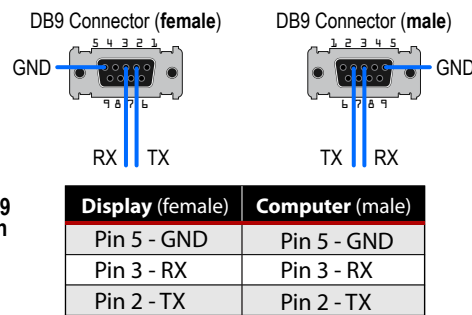 DB9 Connector (female)
5 4 3 2 1
GND
9 8 7 6
RX
TX
DB9 Connector (male)
1 2 3 4 5
GND
6 7 8 9
TX
RX
9
Display (female) Computer (male)
Pin 5 - GND Pin 5 - GND
Pin 3 - RX Pin 3 - RX
Pin 2 - TX Pin 2 - TX